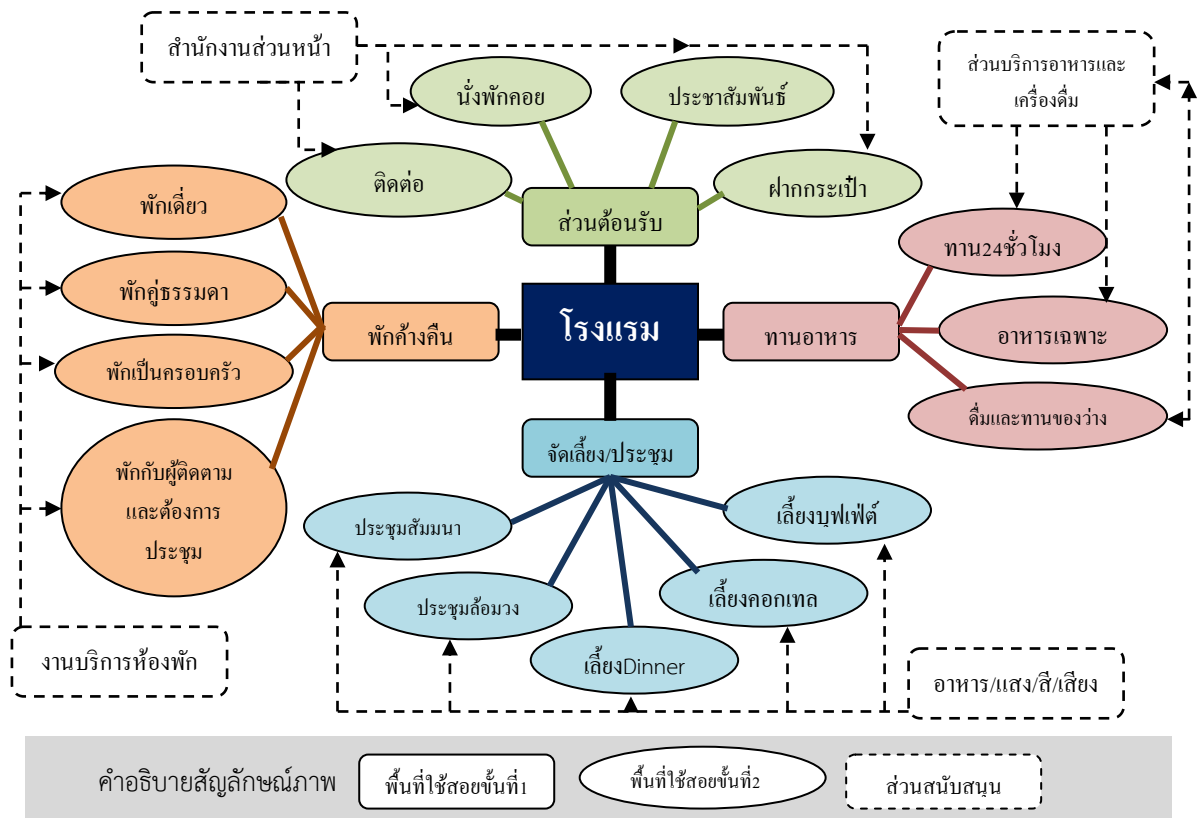 สำนักงานส่วนหน้า
นั่งพักคอย
ประชาสัมพันธ์
ส่วนบริการอาหารและ
เครื่องดื่ม
ติดต่อ
ฝากกระเป๋า
พักเดี่ยว
ส่วนต้อนรับ
ทาน24ชั่วโมง
พักคู่ธรรมดา
พักค้างคืน
โรงแรม
ทานอาหาร
อาหารเฉพาะ
พักเป็นครอบครัว
ดื่มและทานของว่าง
จัดเลี้ยง/ประชุม
พักกับผู้ติดตาม
และต้องการ
ประชุม
ประชุมสัมมนา
เลี้ยงบุฟเฟ่ต์
ประชุมล้อมวง
เลี้ยงคอกเทล
เลี้ยงDinner
งานบริการห้องพัก
อาหาร/แสง/สี/เสียง
คำอธิบายสัญลักษณ์ภาพ
พื้นที่ใช้สอยขั้นที่1
พื้นที่ใช้สอยขั้นที่2
ส่วนสนับสนุน